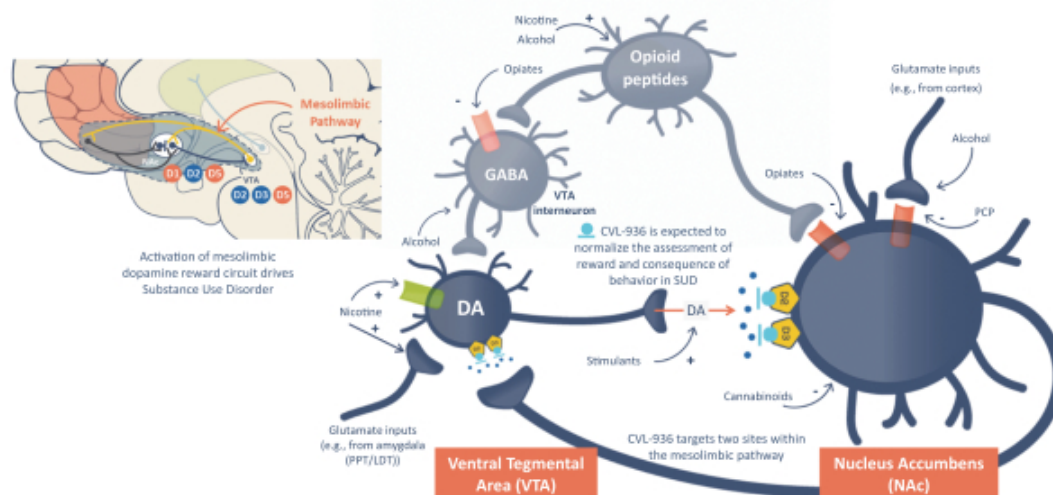 Mesolimbic
Pathway
NAc
D1 D2 D5
VTA
D2 D3 D5
Activation of mesolimbic
dopamine reward circuit drives
Substance Use Disorder
Nicotine
+
Alcohol
Opioid
peptides
Opiates
-
GABA
VTA
interneuron
Alcohol
Glutamate inputs
(e.g., from cortex)
Alcohol
Opiates
-
-
PCP
CVL-936 is expected to
normalize the assessment of
reward and consequence of
behavior in SUD
Nicotine
+
+
DA
DA
Stimulants
+
D2
D3
Cannabinoids
-
Glutamate inputs
(e.g., from amygdala
(PPT/LDT))
Ventral Tegmental
Area (VTA)
CVL-936 targets two sites within
the mesolimbic pathway
Nucleus Accumbens
(NAc)